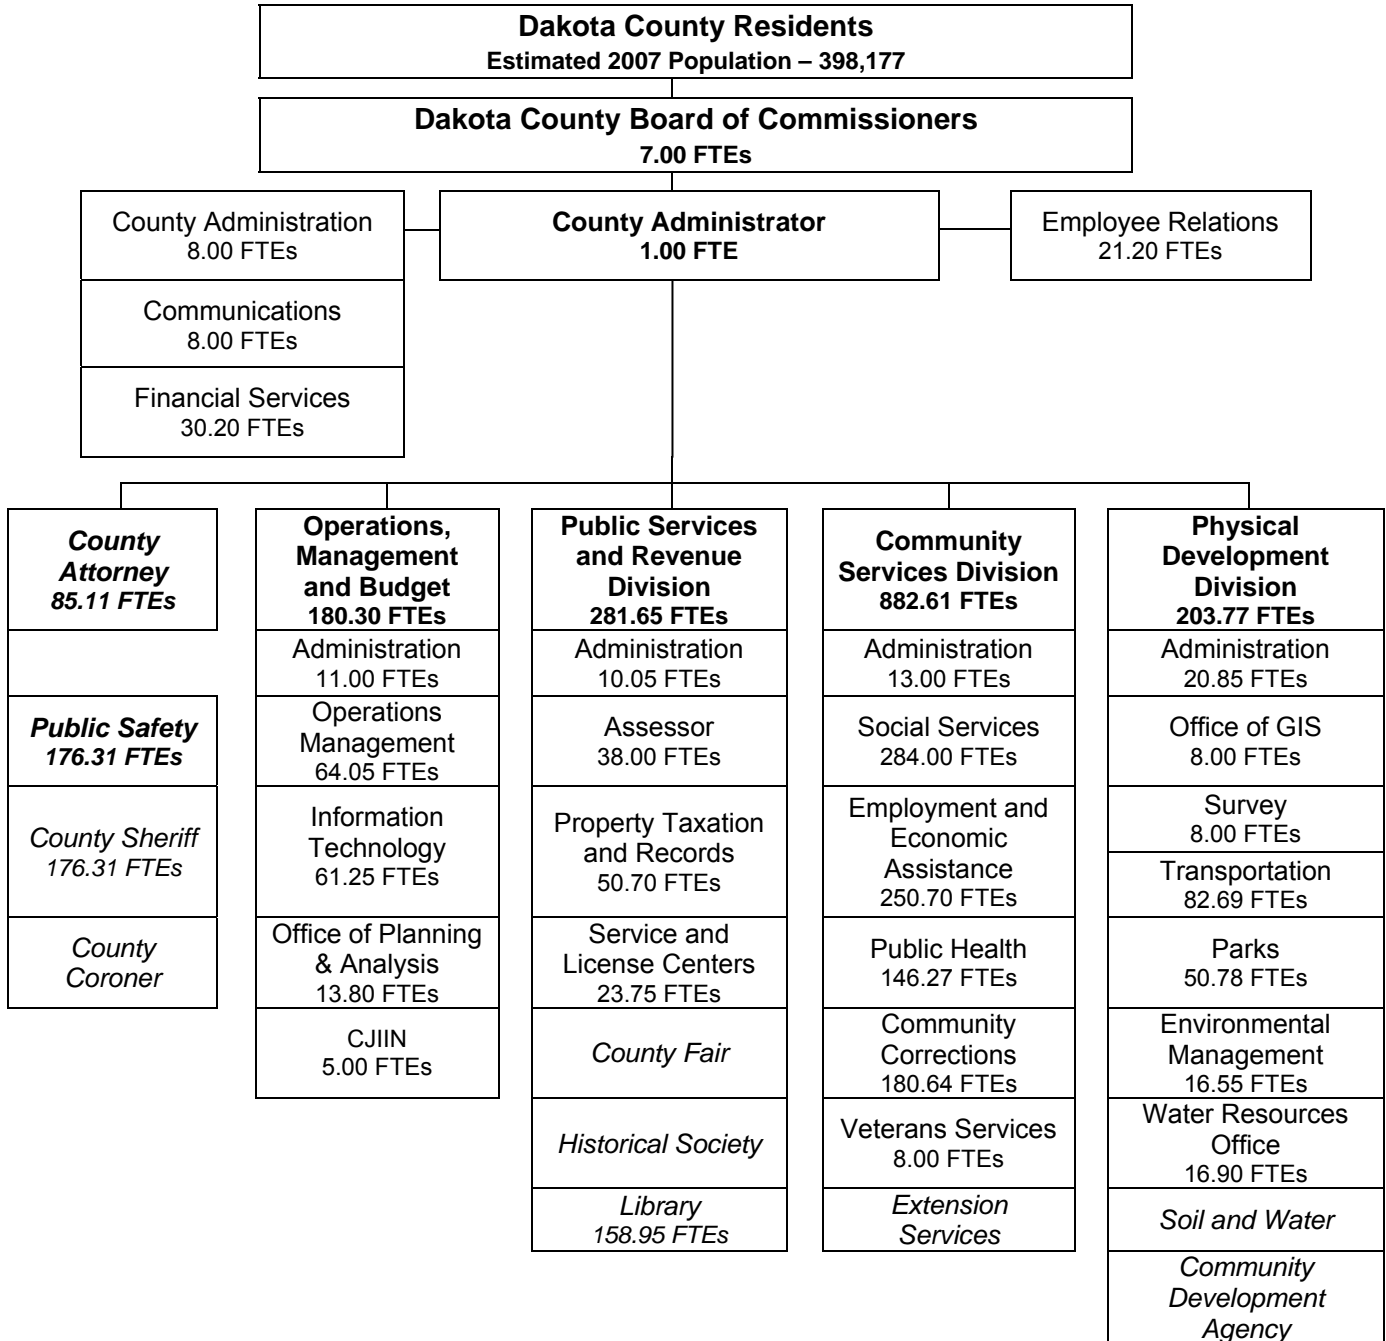 Dakota County Residents
Estimated 2007 Population – 398,177
Dakota County Board of Commissioners
7.00 FTEs
County Administration
8.00 FTEs
Communications
8.00 FTEs
Financial Services
30.20 FTEs
County Administrator
1.00 FTE
Employee Relations
21.20 FTEs
County
Attorney
85.11 FTEs
Public Safety
176.31 FTEs
County Sheriff
176.31 FTEs
County
Coroner
Operations,
Management
and Budget
180.30 FTEs
Administration
11.00 FTEs
Operations
Management
64.05 FTEs
Information
Technology
61.25 FTEs
Office of Planning
& Analysis
13.80 FTEs
CJIIN
5.00 FTEs
Public Services
and Revenue
Division
281.65 FTEs
Administration
10.05 FTEs
Assessor
38.00 FTEs
Property Taxation
and Records
50.70 FTEs
Service and
License Centers
23.75 FTEs
County Fair
Historical Society
Library
158.95 FTEs
Community
Services Division
882.61 FTEs
Administration
13.00 FTEs
Social Services
284.00 FTEs
Employment and
Economic
Assistance
250.70 FTEs
Public Health
146.27 FTEs
Community
Corrections
180.64 FTEs
Veterans Services
8.00 FTEs
Extension
Services
Physical
Development
Division
203.77 FTEs
Administration
20.85 FTEs
Office of GIS
8.00 FTEs
Survey
8.00 FTEs
Transportation
82.69 FTEs
Parks
50.78 FTEs
Environmental
Management
16.55 FTEs
Water Resources
Office
16.90 FTEs
Soil and Water
Community
Development
Agency